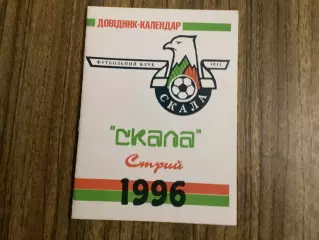 ДОВІДНИК-КАЛЕНДАР
ФУТБОЛЬНИЙ КЛУБ 1911
СКАЛА
"Скала"
Стрий
1996